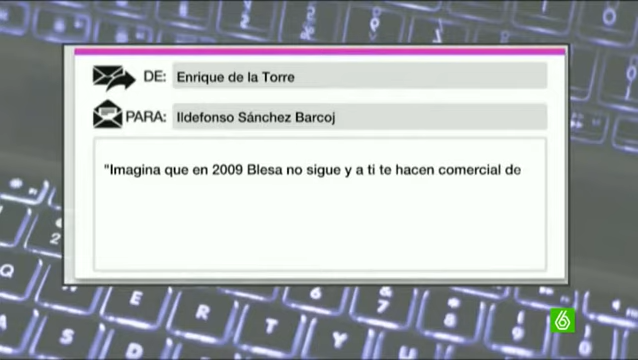 DE: Enrique de la Torre
PARA: Ildefonso Sánchez Barcoj
"Imagina que en 2009 Blesa no sigue y a ti te hacen comercial de
6